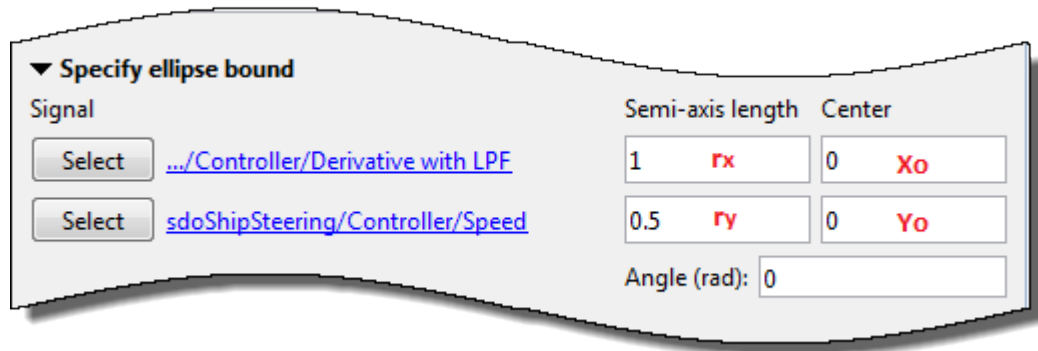 Specify ellipse bound
Signal Semi-axis length Center
Select .../Controller/Derivative with LPF 1 rx 0 Xo
Select sdoShipSteering/Controller/Speed 0.5 ry 0 Yo
Angle (rad): 0